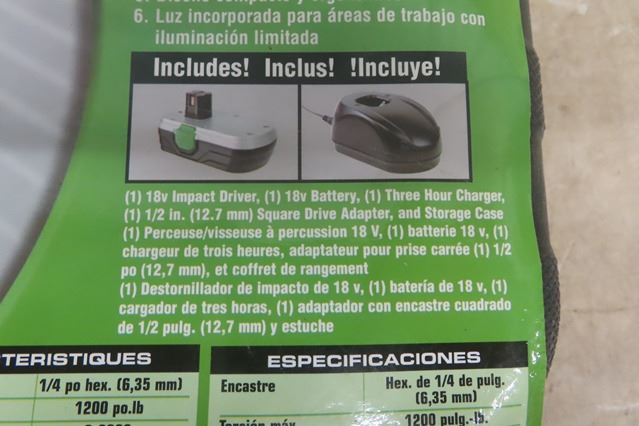 6. Luz incorporada para áreas de trabajo con
iluminación limitada
Includes! Inclus! !Incluye!
(1) 18v Impact Driver, (1) 18v Battery, (1) Three Hour Charger,
(1) 1/2 in. (12.7 mm) Square Drive Adapter, and Storage Case
(1) Perceuse/visseuse à percussion 18 V, (1) batterie 18 v, (1)
chargeur de trois heures, adaptateur pour prise carrée (1) 1/2
po (12,7 mm), et coffret de rangement
(1) Destornillador de impacto de 18 v, (1) batería de 18 v, (1)
cargador de tres horas, (1) adaptador con encastre cuadrado
de 1/2 pulg. (12,7 mm) y estuche
TERISTIQUES
1/4 po hex. (6,35 mm)
1200 po.lb
ESPECIFICACIONES
Encastre
Hex. de 1/4 de pulg.
(6,35 mm)
Torsión máx
1200 pulg.-lb.